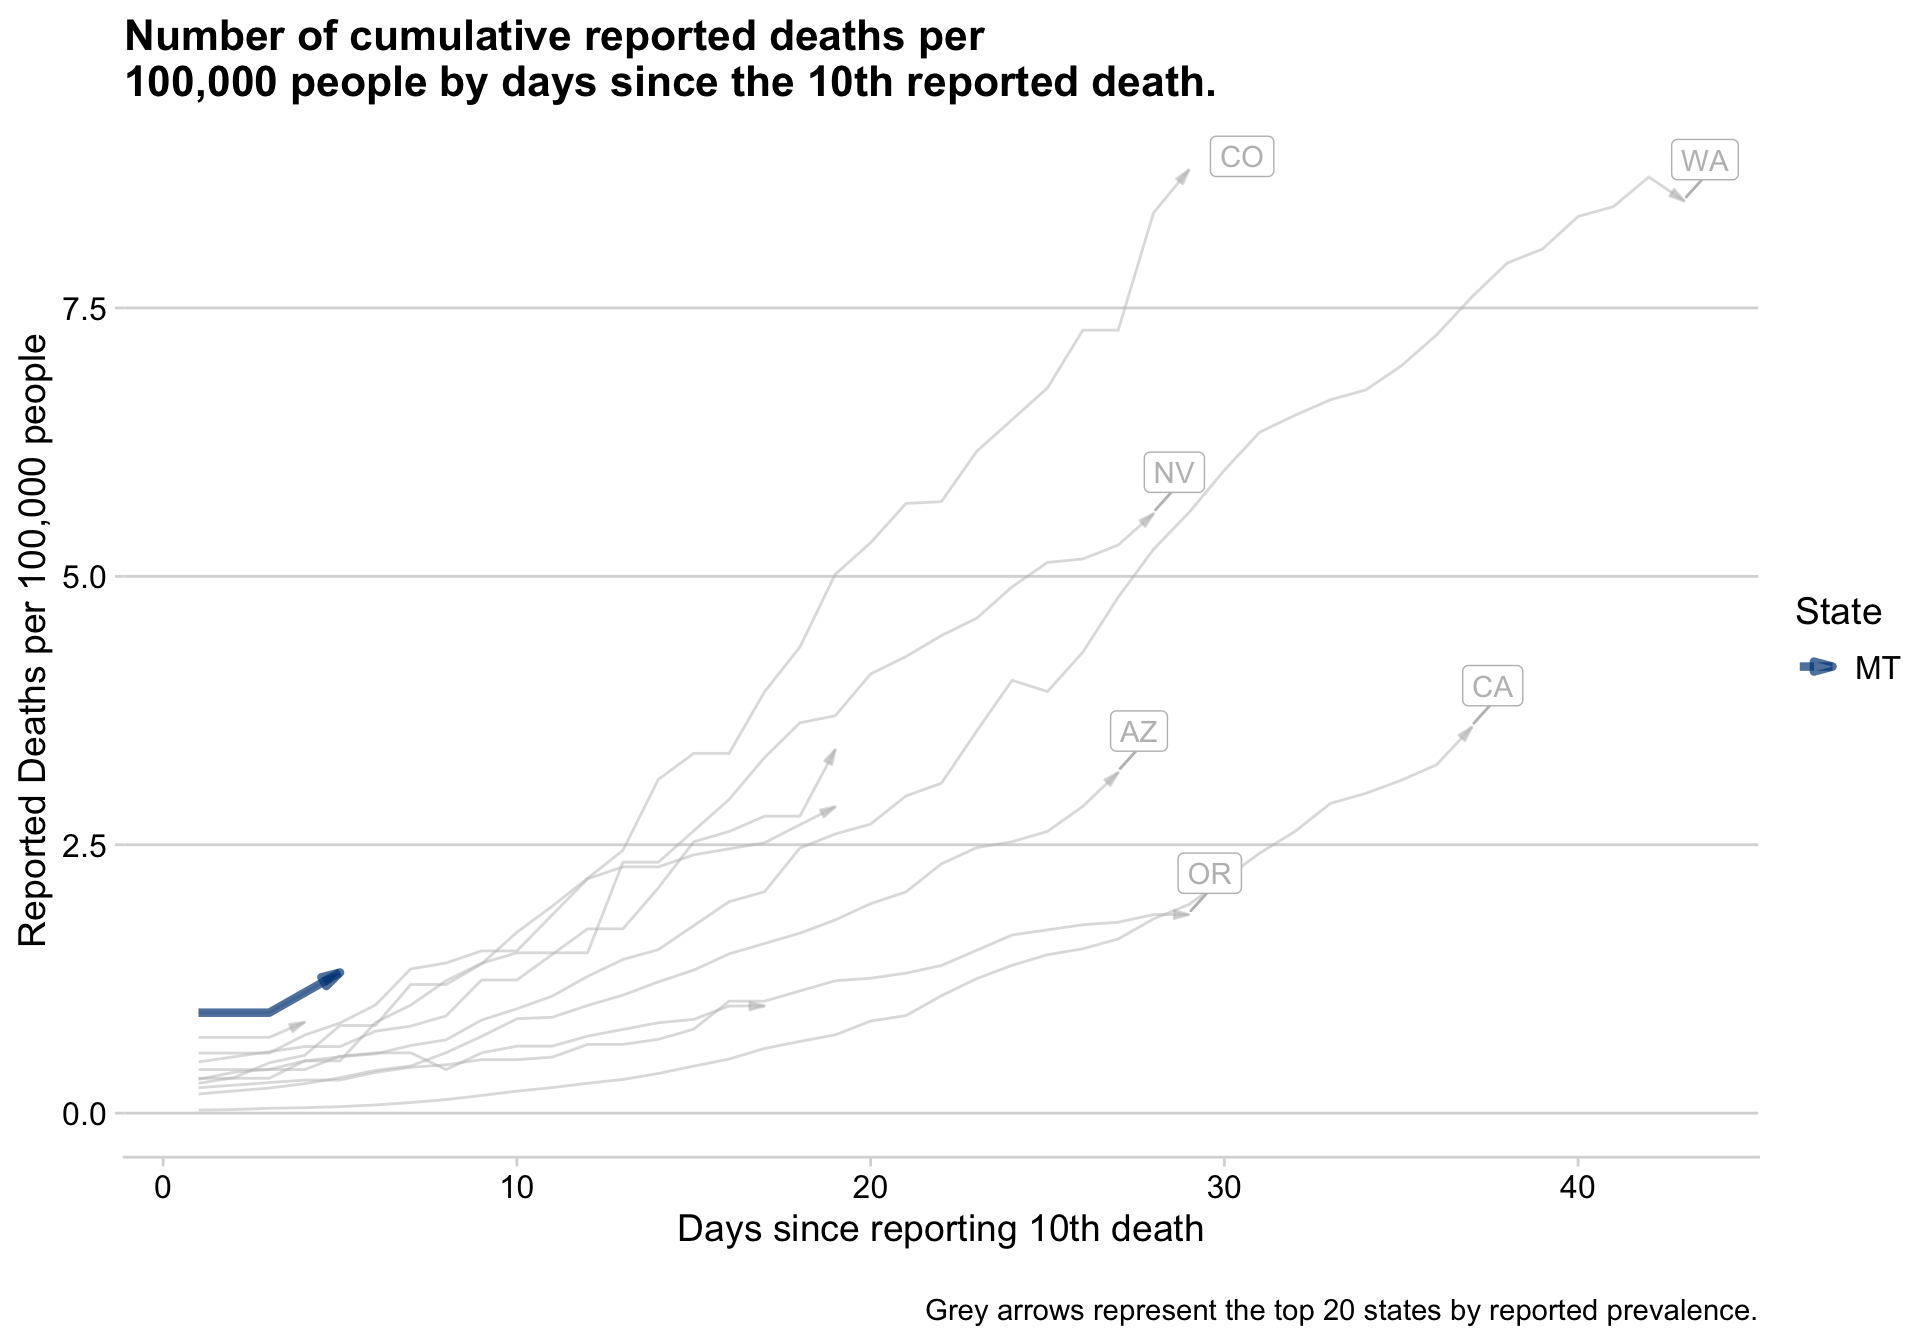 Number of cumulative reported deaths per
100,000 people by days since the 10th reported death.
CO
WA
7.5
NV
5.0
State
MT
CA
AZ
2.5
OR
0.0
Reported Deaths per 100,000 people
0 10 20 30 40
Days since reporting 10th death
Grey arrows represent the top 20 states by reported prevalence.